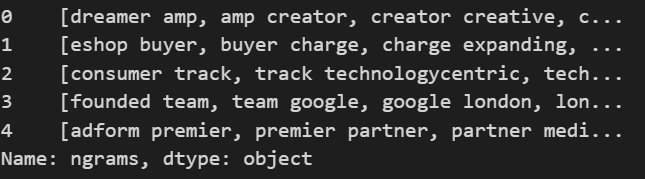 0    [dreamer amp, amp creator, creator creative, c...
1    [eshop buyer, buyer charge, charge expanding, ...
2    [consumer track, track technologycentric, tech...
3    [founded team, team google, google london, lon...
4    [adform premier, premier partner, partner medi...
Name: ngrams, dtype: object